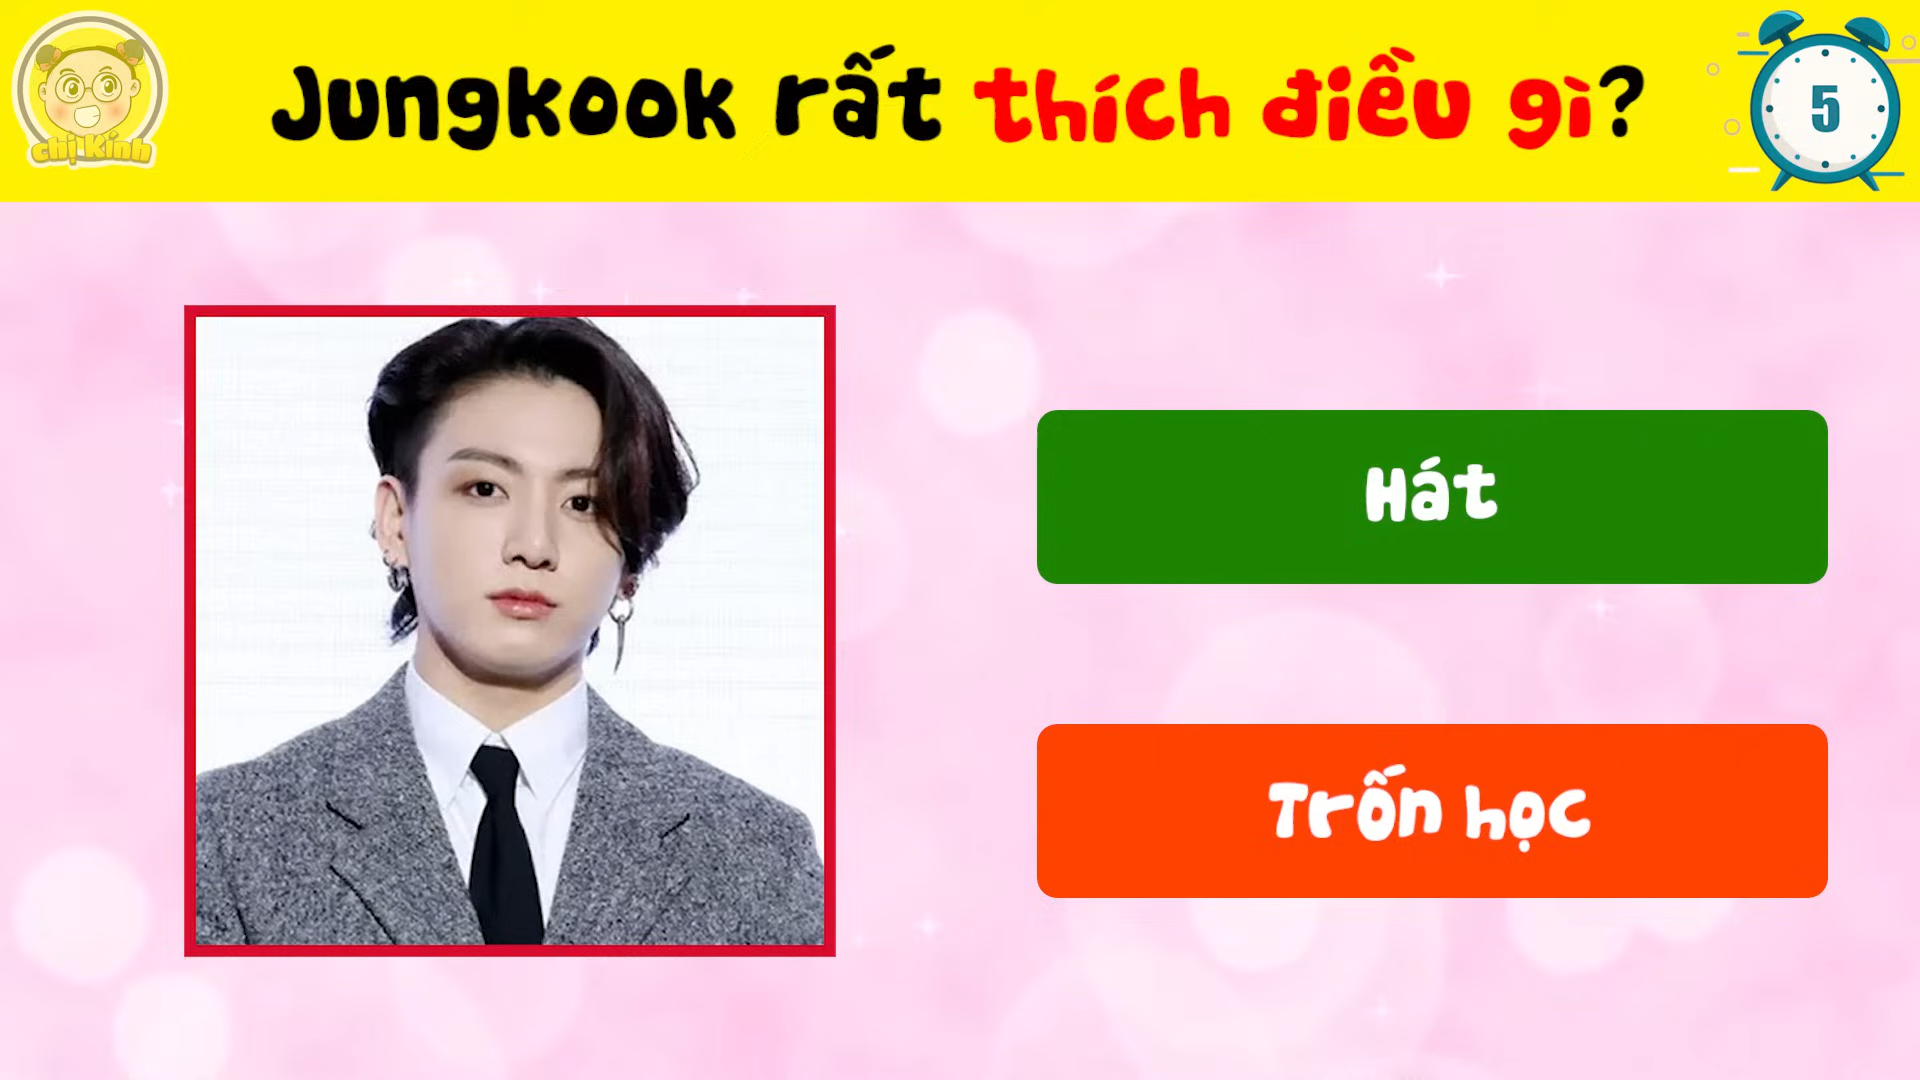 Jungkook rất thích điều gì?
chị Kính
5
Hát
Trốn học